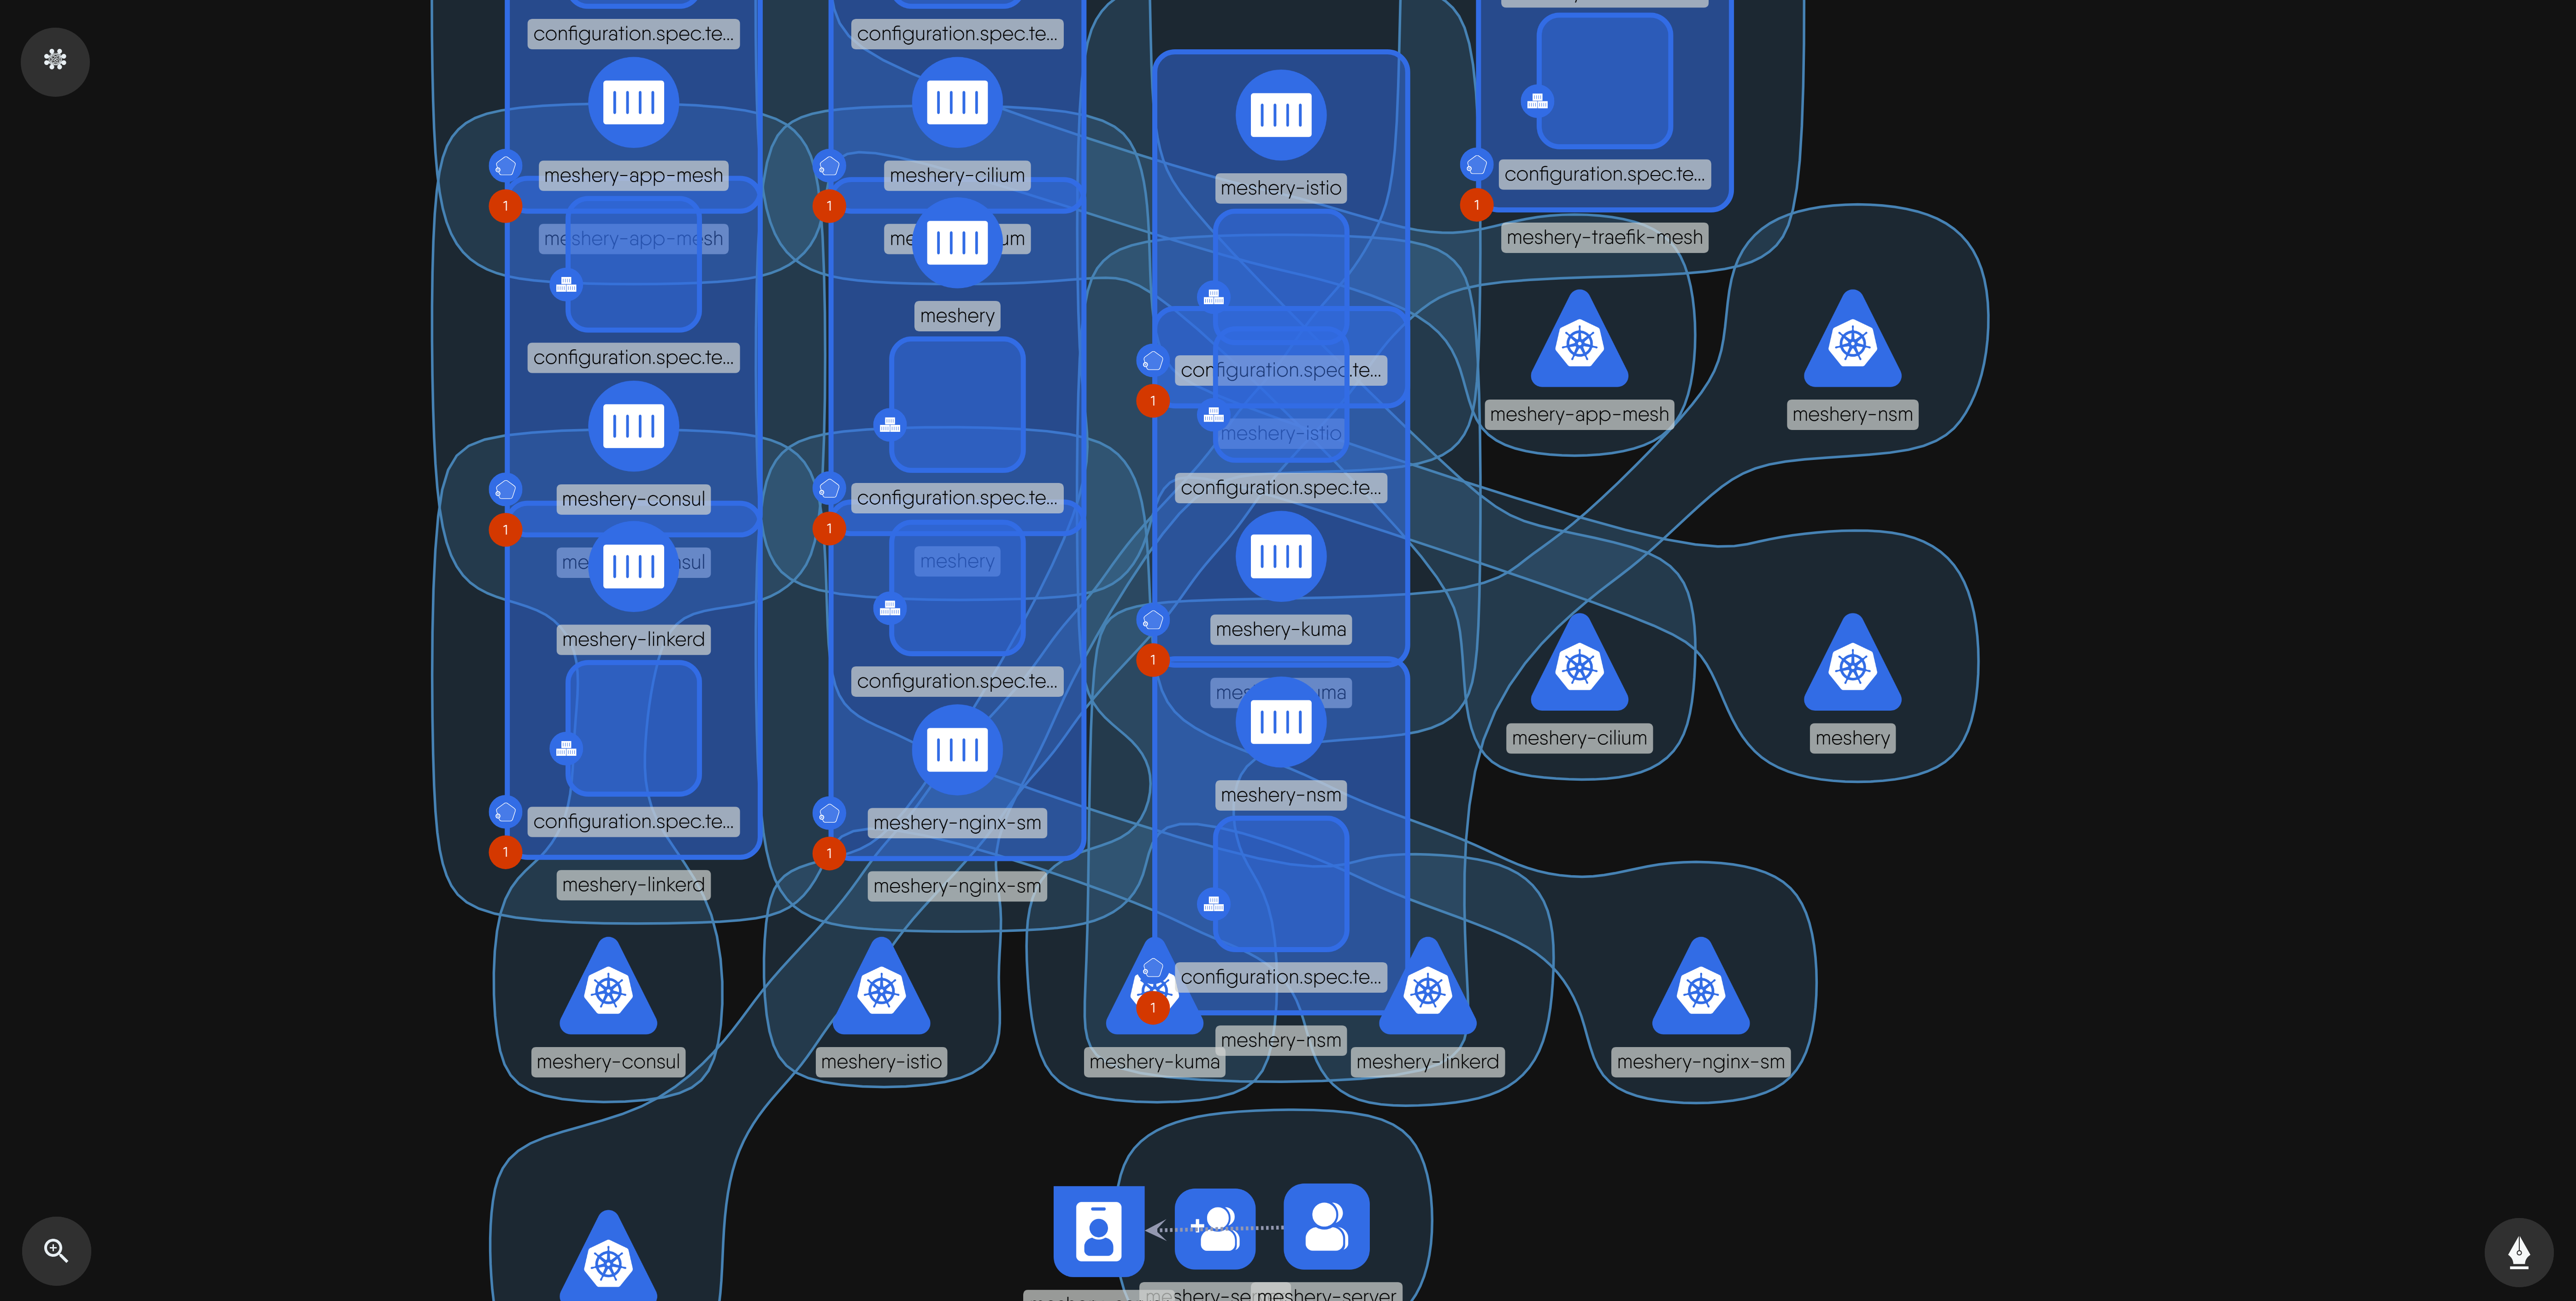 configuration.spec.te...
configuration.spec.te...
meshery-app-mesh
meshery-cilium
meshery-istio
configuration.spec.te...
1
1
1
meshery-app-mesh
meshery-traefik-mesh
meshery
configuration.spec.te...
configuration.spec.te...
1
meshery-app-mesh
meshery-nsm
meshery-istio
configuration.spec.te...
configuration.spec.te...
meshery-consul
1
1
meshery
meshery-kuma
meshery-linkerd
1
configuration.spec.te...
meshery-cilium
meshery
meshery-nsm
configuration.spec.te...
meshery-nginx-sm
1
1
meshery-linkerd
meshery-nginx-sm
configuration.spec.te...
1
meshery-nsm
meshery-consul
meshery-istio
meshery-kuma
meshery-linkerd
meshery-nginx-sm
meshery-server